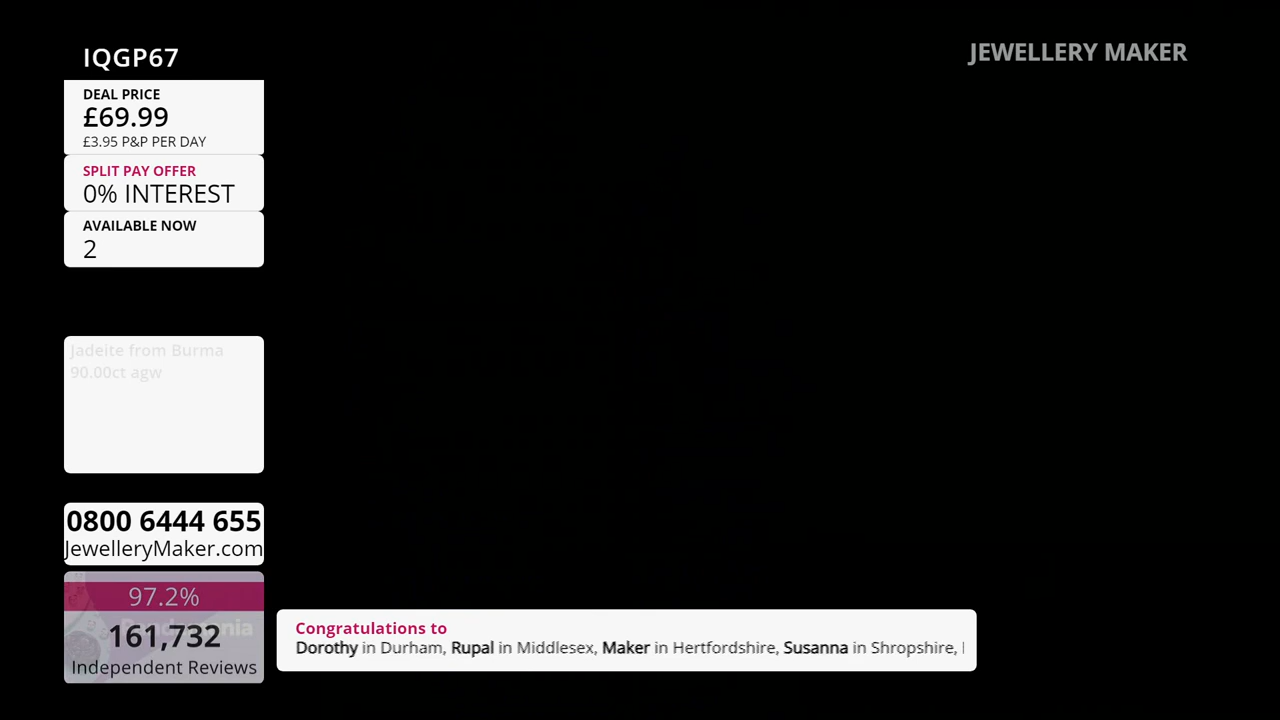 IQGP67
JEWELLERY MAKER
DEAL PRICE
£69.99
£3.95 P&P PER DAY
SPLIT PAY OFFER
0% INTEREST
AVAILABLE NOW
2
Jadeite from Burma
90.00ct agw
0800 6444 655
JewelleryMaker.com
97.2%
161,732
Independent Reviews
Congratulations to
Dorothy in Durham, Rupal in Middlesex, Maker in Hertfordshire, Susanna in Shropshire,